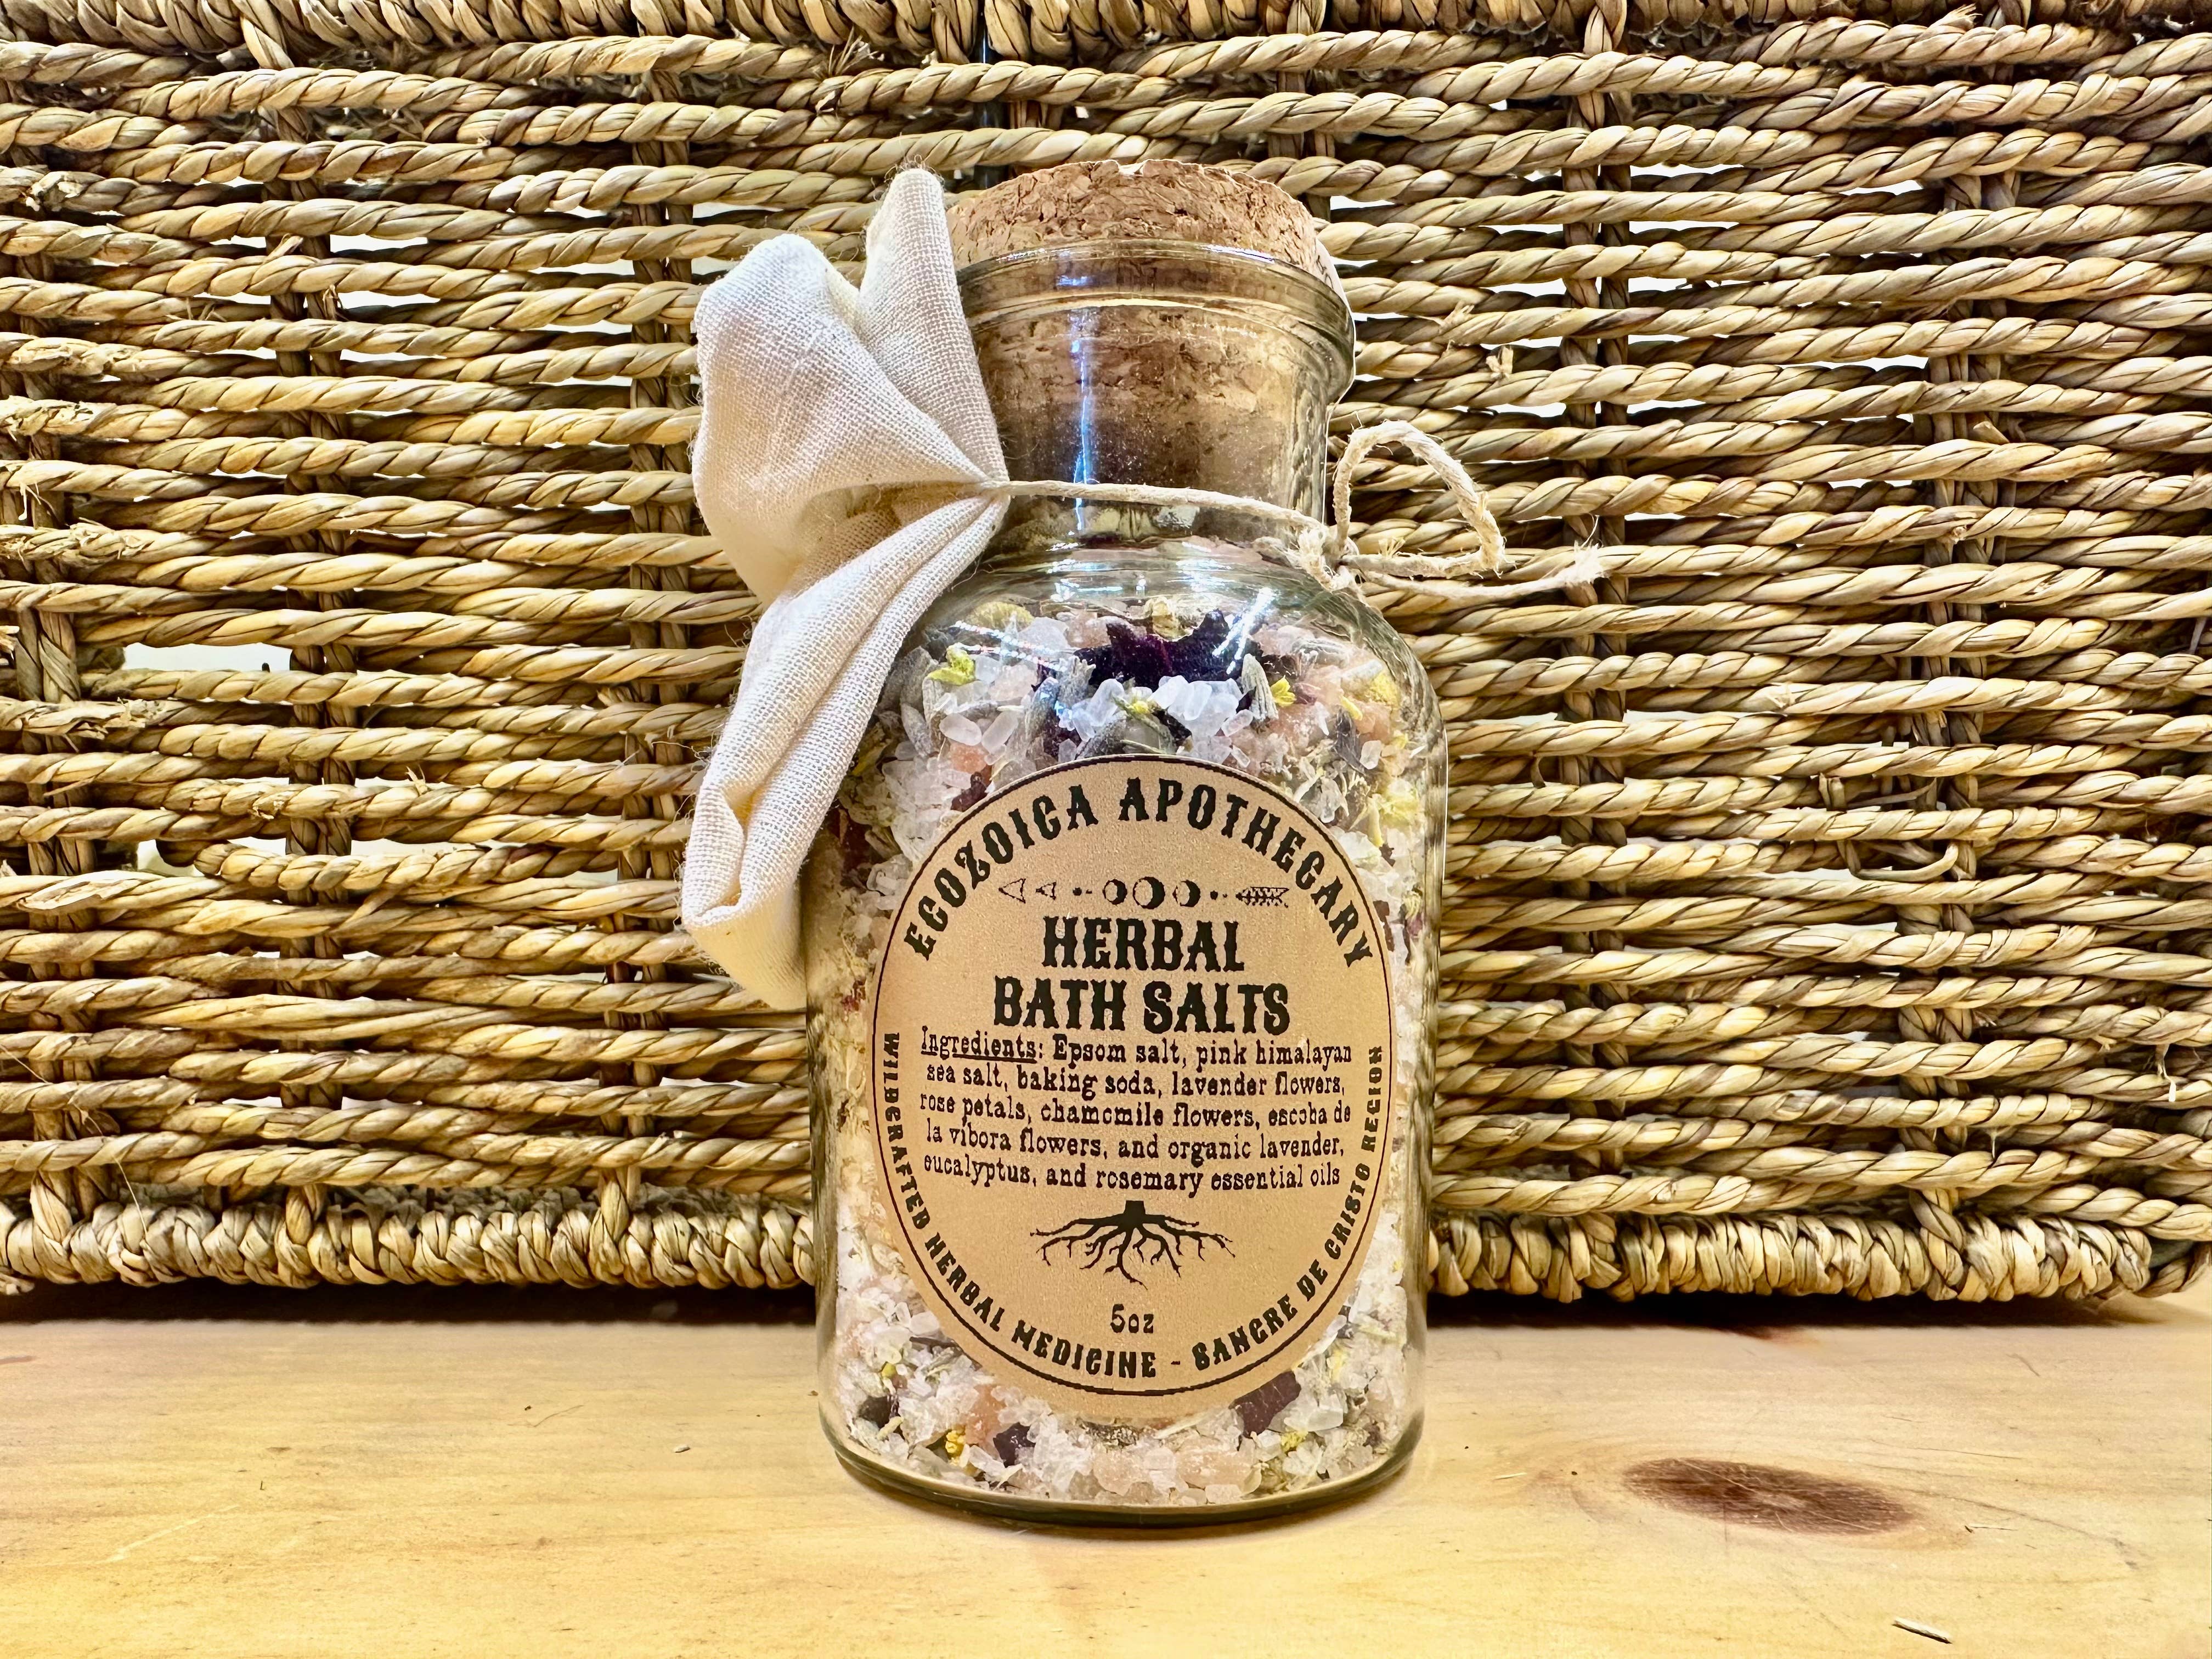 ECOZOICA APOTHECARY
HERBAL
BATH SALTS
Ingredients: Epsom salt, pink himalayan
sea salt, baking soda, lavender flowers,
rose petals, chamomile flowers, escoba de
la vibora flowers, and organic lavender,
eucalyptus, and rosemary essential oils
5oz
WILDCRAFTED HERBAL MEDICINE - SANGRE DE CRISTO REGION